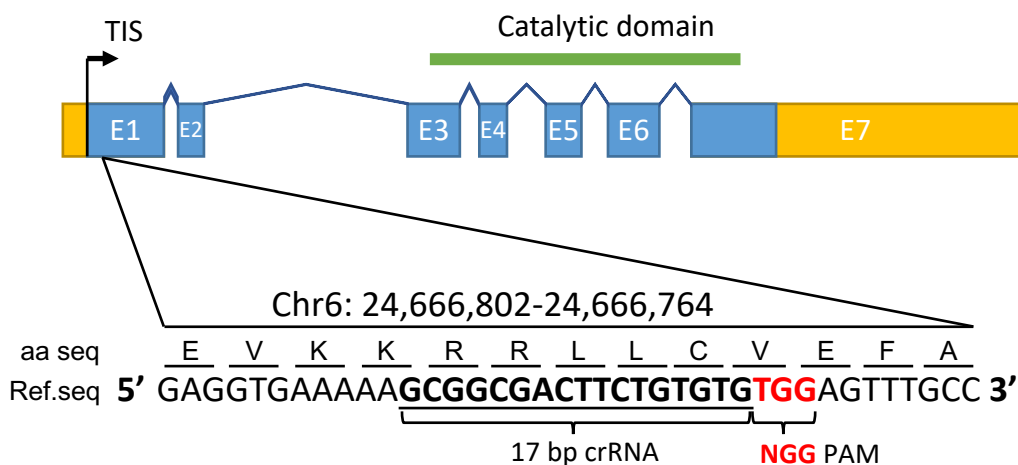 TIS
Catalytic domain
E1 E2 E3 E4 E5 E6 E7
Chr6: 24,666,802-24,666,764
aa seq E V K K R R L L C V E F A
Ref.seq 5’ GAGGTGAAAAAGCGGCGACTTCTGTGTGTGGAGTTTGCC 3’
17 bp crRNA NGG PAM